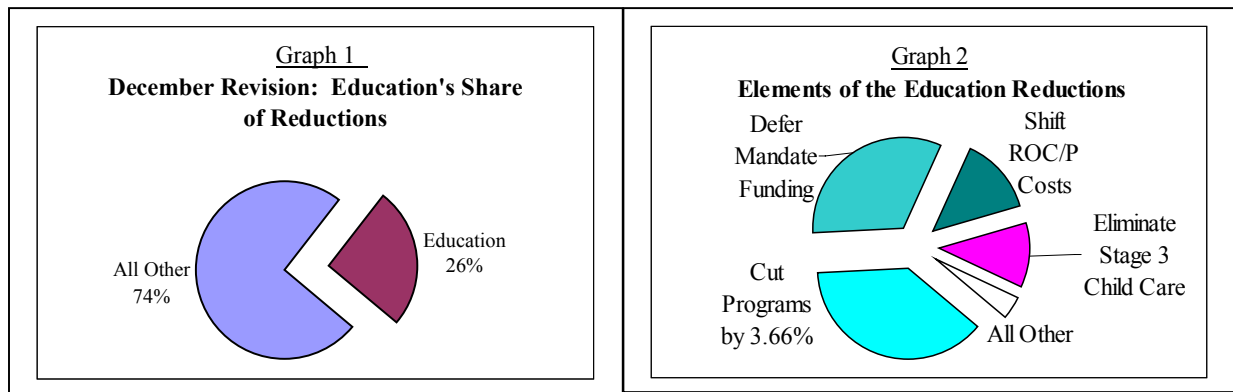 Graph 1
December Revision: Education's Share
of Reductions
All Other
74%
Education
26%
Graph 2
Elements of the Education Reductions
Defer
Mandate
Funding
Shift
ROC/P
Costs
Eliminate
Stage 3
Child Care
All Other
Cut
Programs
by 3.66%